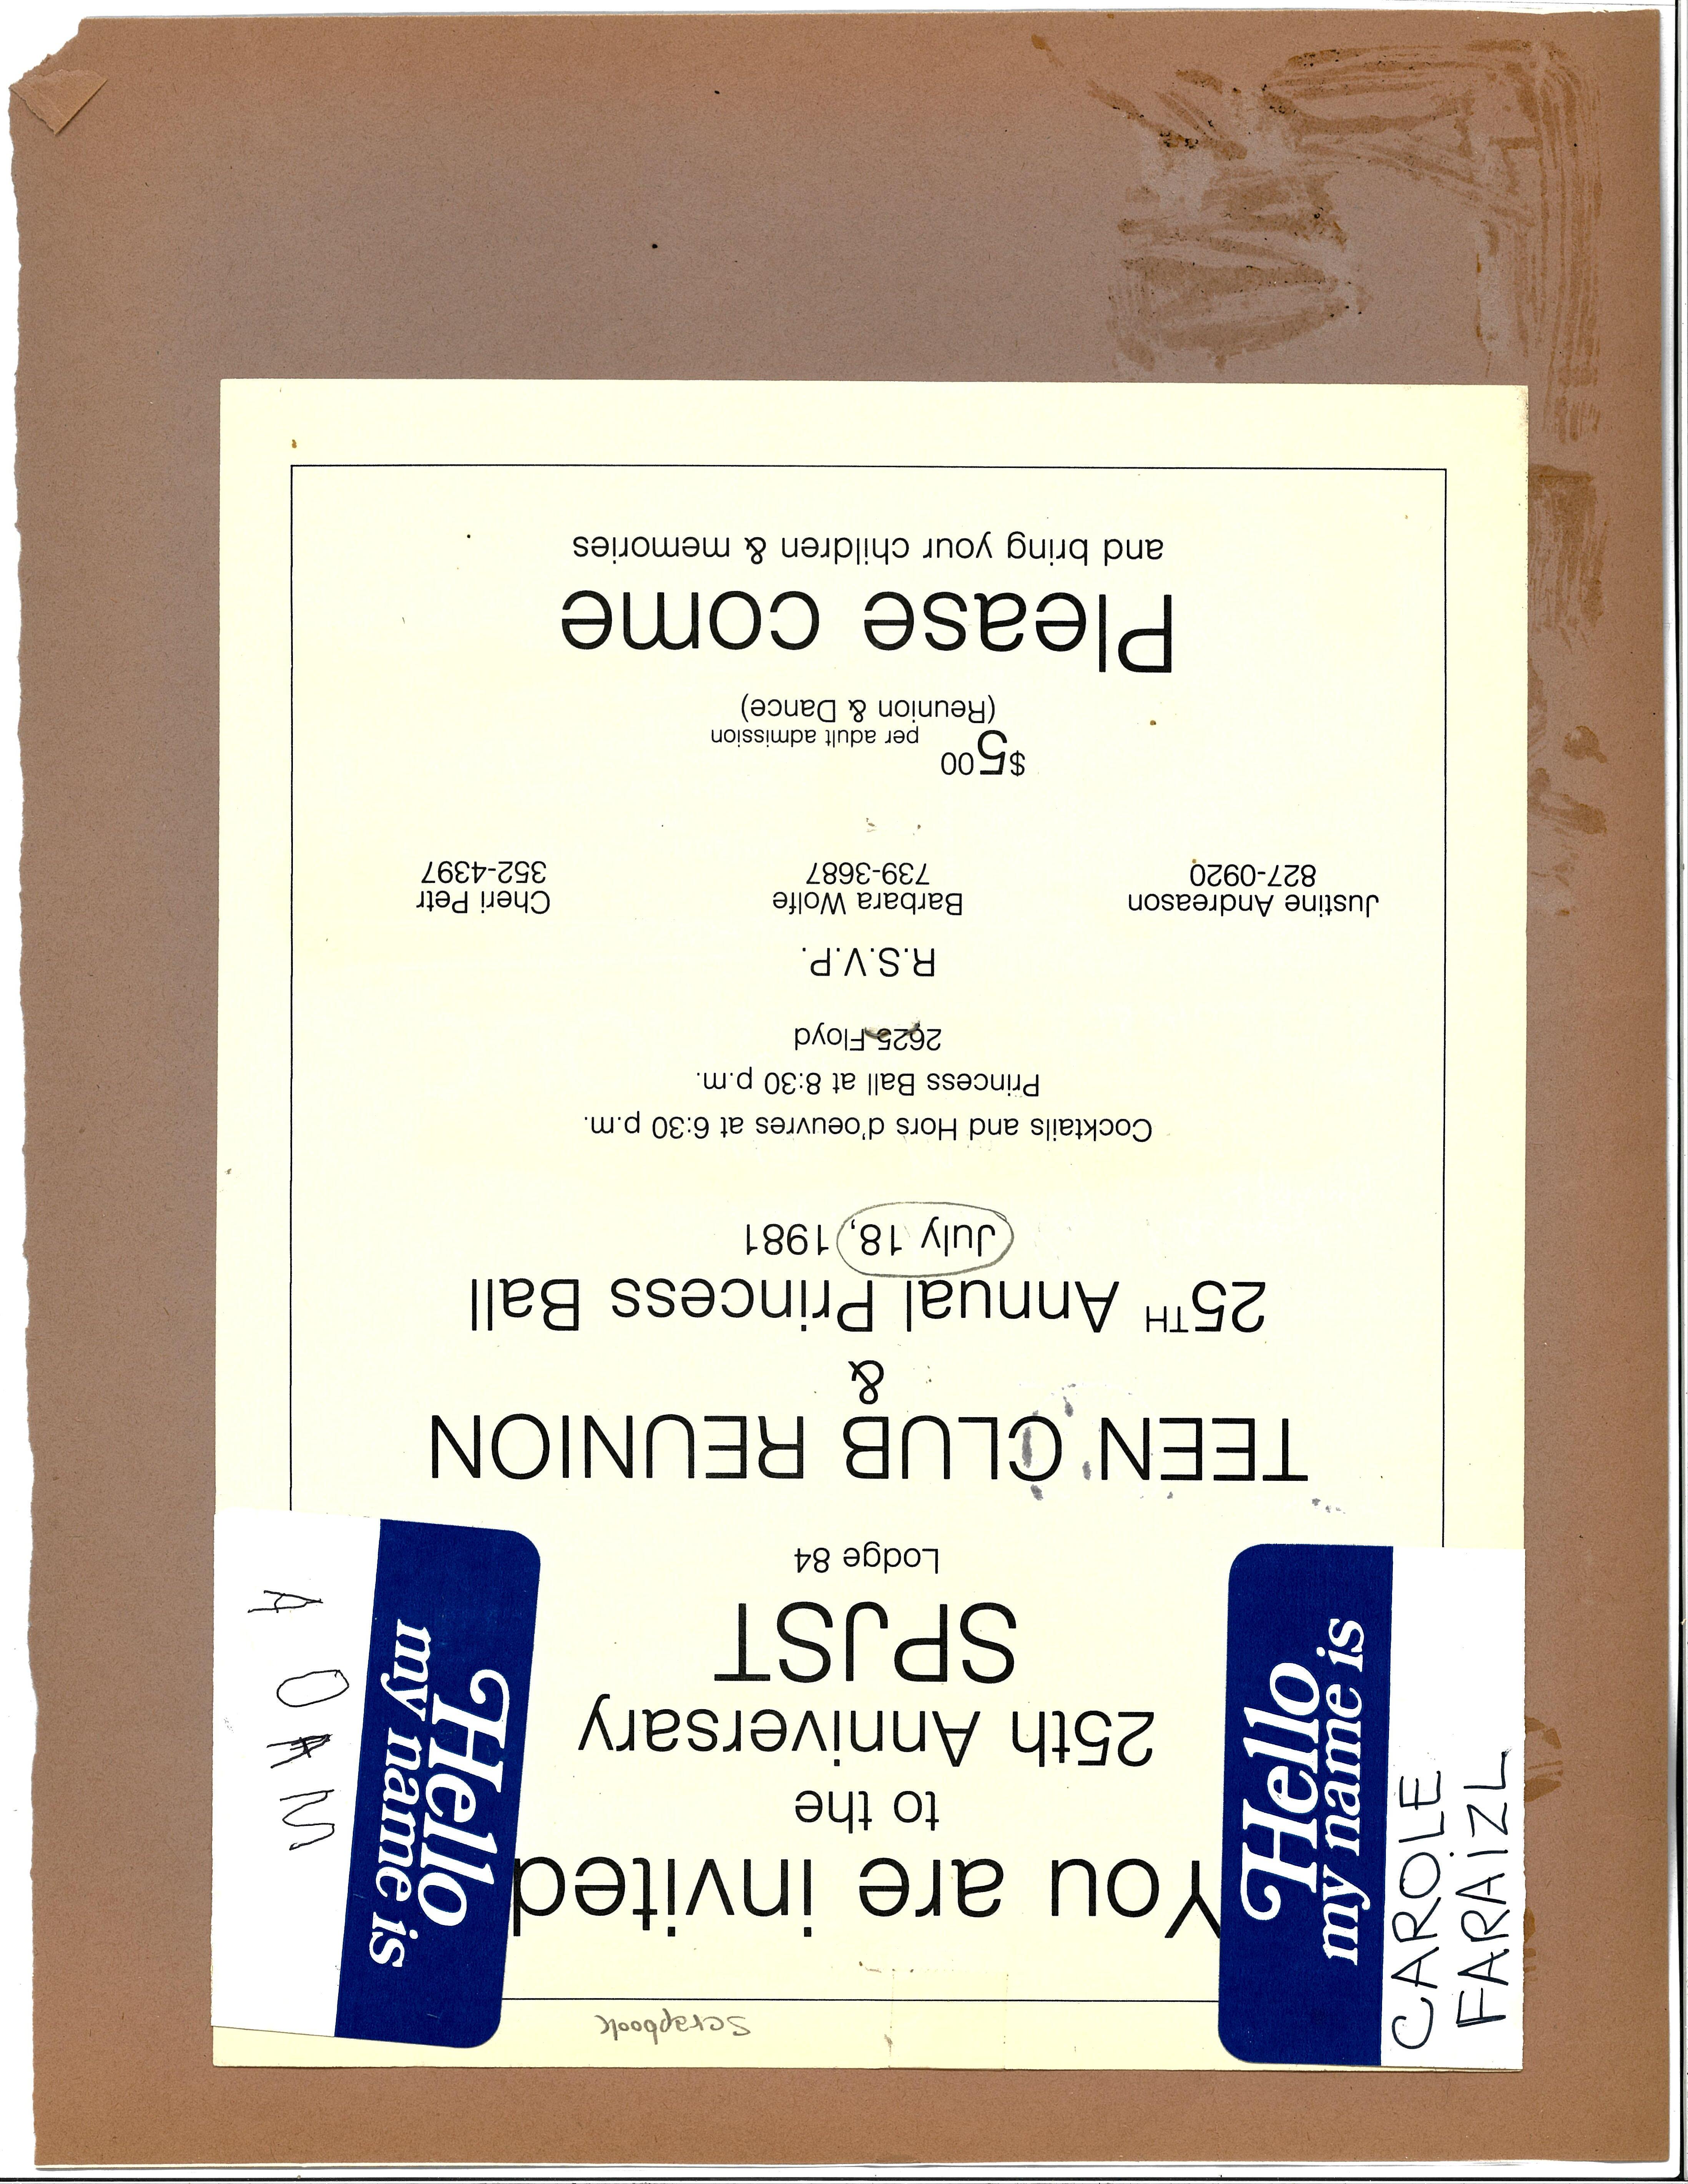 Scrapbook
You are invited
to the
25th Anniversary
SPJST
Lodge 84
TEEN CLUB REUNION
&
25TH Annual Princess Ball
July 18, 1981
Cocktails and Hors d'oeuvres at 6:30 p.m.
Princess Ball at 8:30 p.m.
2625 Floyd
R.S.V.P.
Justine Andreason
827-0920
Barbara Wolfe
739-3687
Cheri Petr
352-4397
$5.00 per adult admission
(Reunion & Dance)
Please come
and bring your children & memories
Hello
my name is
CAROLE
FARAIZL
Hello
my name is
ADAM